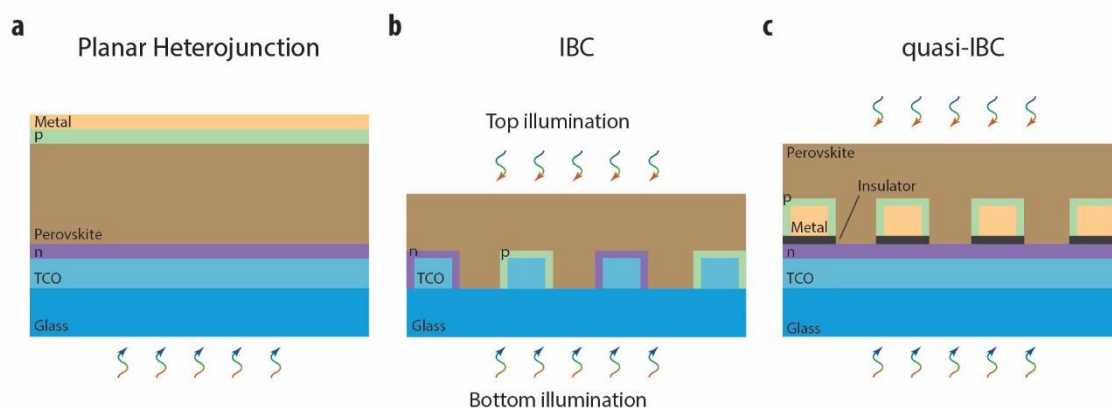 a
Planar Heterojunction
Metal
p
Perovskite
n
TCO
Glass
b
IBC
Top illumination
n
TCO
p
Glass
Bottom illumination
c
quasi-IBC
Perovskite
Insulator
p
Metal
n
TCO
Glass